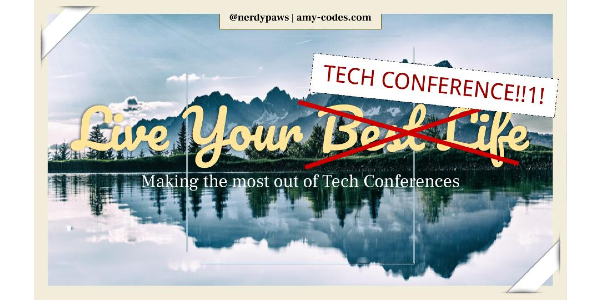 @nerdypaws | amy-codes.com
TECH CONFERENCE!!1!
Live Your Best Life
Making the most out of Tech Conferences